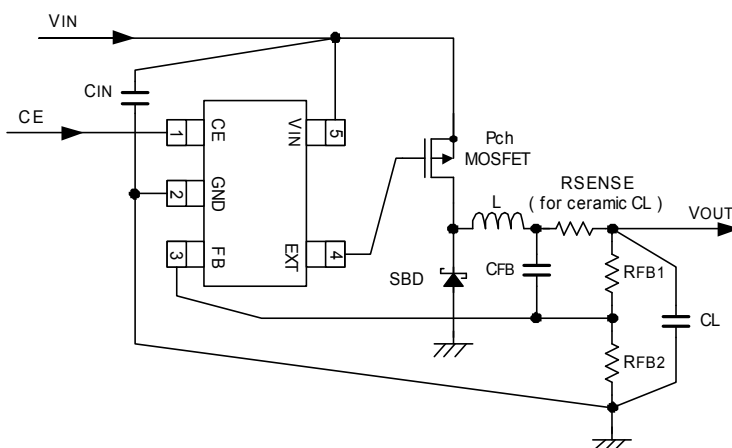 VIN
CIN
CE
1
CE
VIN
5
2
GND
3
FB
EXT
4
Pch
MOSFET
L
RSENSE
( for ceramic CL )
VOUT
SBD
CFB
RFB1
RFB2
CL